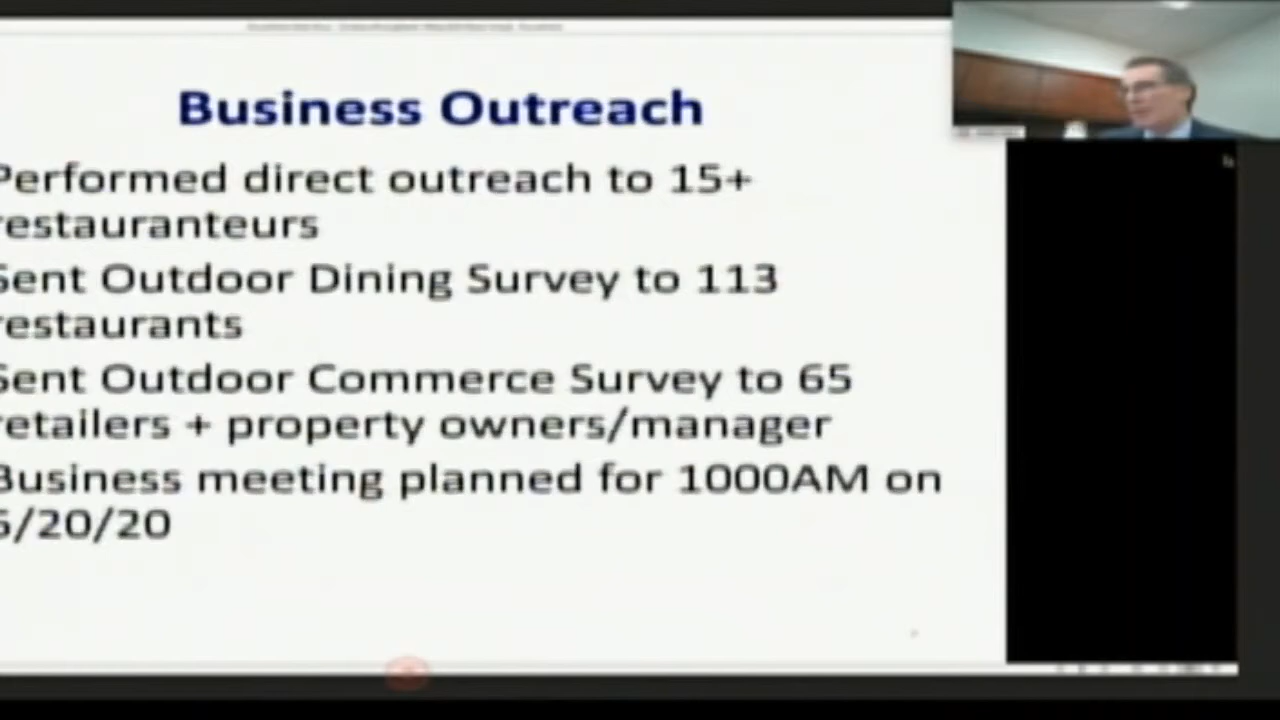 Business Outreach
Performed direct outreach to 15+
restauranteurs
Sent Outdoor Dining Survey to 113
restaurants
Sent Outdoor Commerce Survey to 65
retailers + property owners/manager
Business meeting planned for 1000AM on
5/20/20